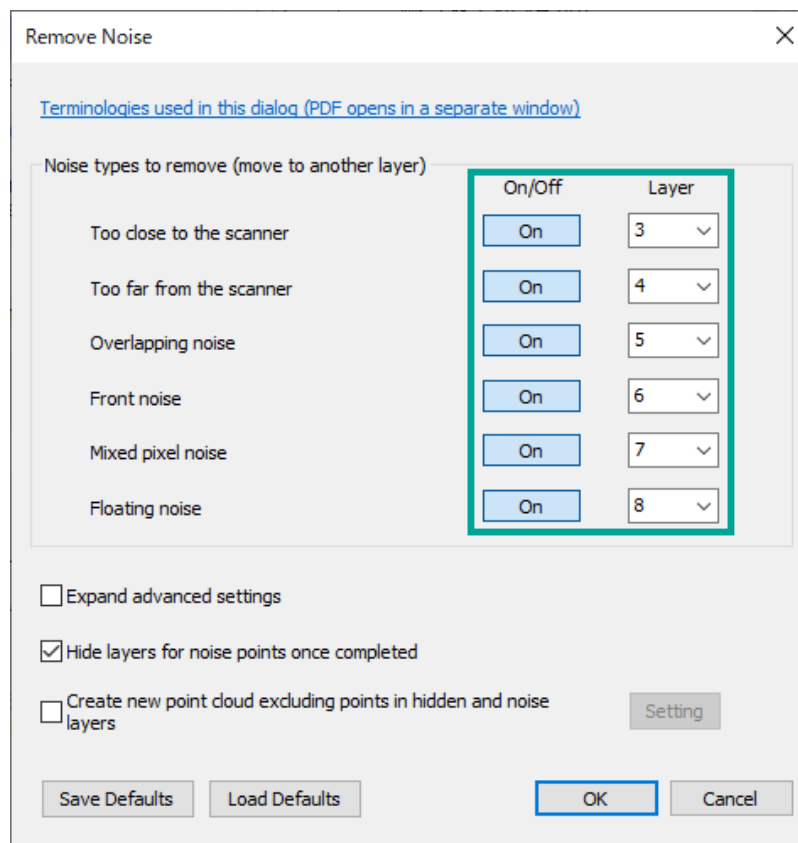 Remove Noise
Terminologies used in this dialog (PDF opens in a separate window)
Noise types to remove (move to another layer)
On/Off Layer
Too close to the scanner On 3
Too far from the scanner On 4
Overlapping noise On 5
Front noise On 6
Mixed pixel noise On 7
Floating noise On 8
Expand advanced settings
Hide layers for noise points once completed
Create new point cloud excluding points in hidden and noise
layers
Setting
Save Defaults Load Defaults OK Cancel